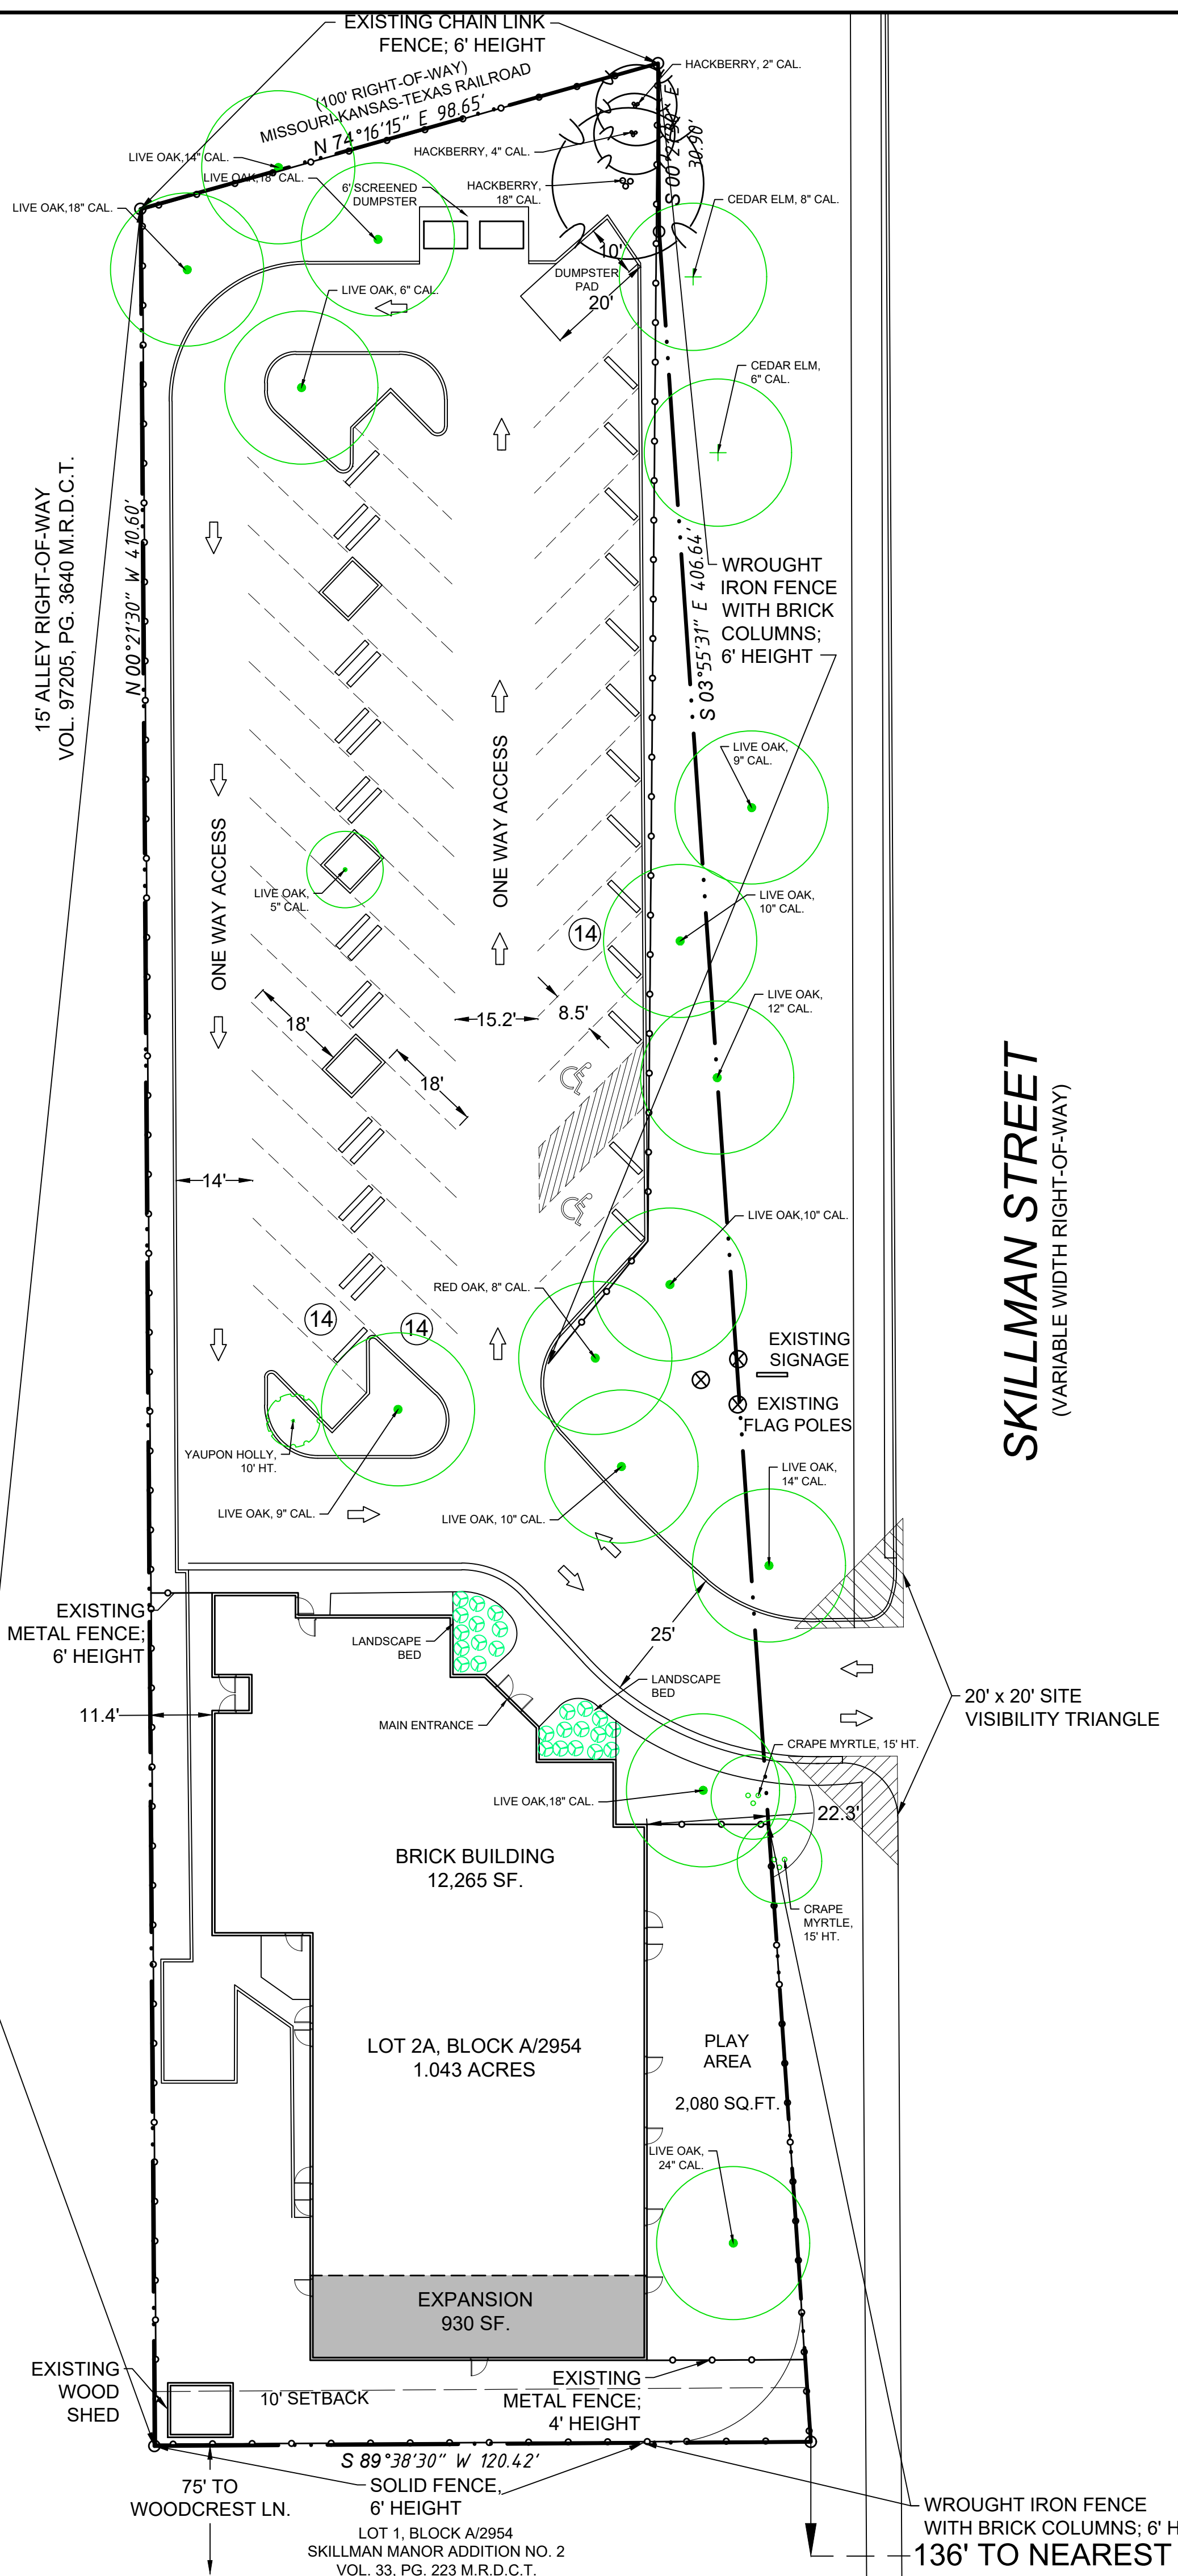 EXISTING CHAIN LINK
FENCE; 6' HEIGHT
(100' RIGHT-OF-WAY)
MISSOURI-KANSAS-TEXAS RAILROAD
N 74°16'15" E 98.65'
HACKBERRY, 2" CAL.
HACKBERRY, 4" CAL.
HACKBERRY,
18" CAL.
E
30.90'
LIVE OAK,14" CAL.
LIVE OAK,18" CAL.
LIVE OAK,18" CAL.
6' SCREENED
DUMPSTER
CEDAR ELM, 8" CAL.
10'
DUMPSTER
PAD
20'
LIVE OAK, 6" CAL.
CEDAR ELM,
6" CAL.
15' ALLEY RIGHT-OF-WAY
VOL. 97205, PG. 3640 M.R.D.C.T.
N 00°21'30" W 410.60'
S 03°55'31" E 406.64'
WROUGHT
IRON FENCE
WITH BRICK
COLUMNS;
6' HEIGHT
LIVE OAK,
9" CAL.
ONE WAY ACCESS
ONE WAY ACCESS
LIVE OAK,
5" CAL.
LIVE OAK,
10" CAL.
14
LIVE OAK,
12" CAL.
18'
15.2'
8.5'
18'
14'
SKILLMAN STREET
(VARIABLE WIDTH RIGHT-OF-WAY)
LIVE OAK,10" CAL.
RED OAK, 8" CAL.
14
14
EXISTING
SIGNAGE
EXISTING
FLAG POLES
YAUPON HOLLY,
10' HT.
LIVE OAK, 9" CAL.
LIVE OAK, 10" CAL.
LIVE OAK,
14" CAL.
EXISTING
METAL FENCE;
6' HEIGHT
LANDSCAPE
BED
25'
LANDSCAPE
BED
11.4'
MAIN ENTRANCE
20' x 20' SITE
VISIBILITY TRIANGLE
CRAPE MYRTLE, 15' HT.
LIVE OAK,18" CAL.
22.3'
BRICK BUILDING
12,265 SF.
CRAPE
MYRTLE,
15' HT.
LOT 2A, BLOCK A/2954
1.043 ACRES
PLAY
AREA
2,080 SQ.FT.
LIVE OAK,
24" CAL.
EXPANSION
930 SF.
EXISTING
WOOD
SHED
10' SETBACK
EXISTING
METAL FENCE;
4' HEIGHT
S 89°38'30" W 120.42'
75' TO
WOODCREST LN.
SOLID FENCE,
6' HEIGHT
WROUGHT IRON FENCE
WITH BRICK COLUMNS; 6' H
LOT 1, BLOCK A/2954
SKILLMAN MANOR ADDITION NO. 2
VOL. 33, PG. 223 M.R.D.C.T.
136' TO NEAREST